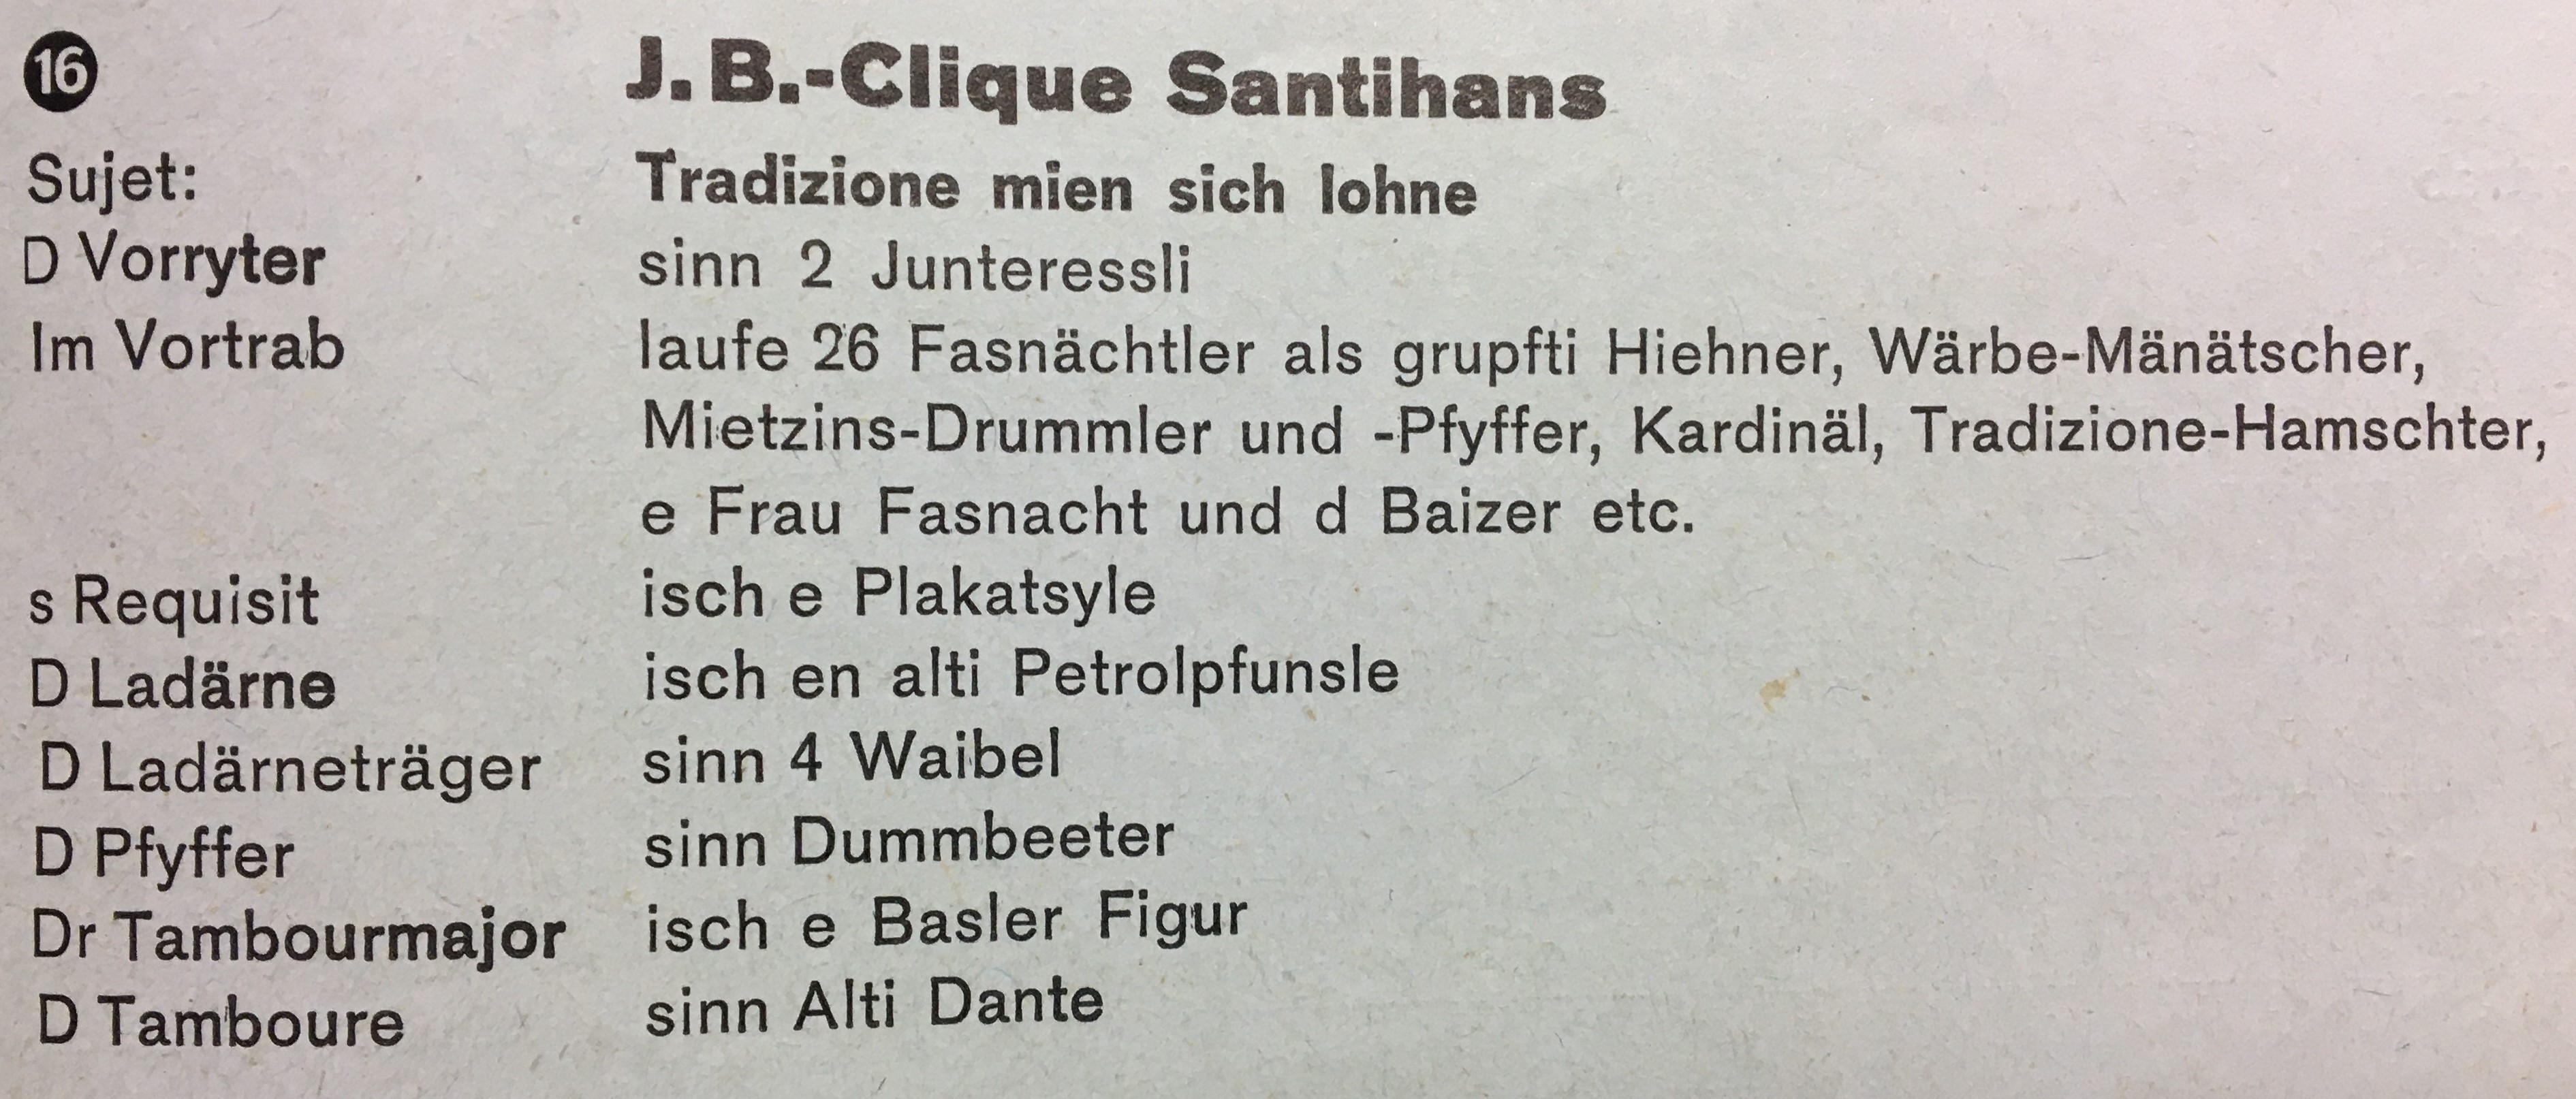 16 J. B.-Clique Santihans
Sujet: Tradizione mien sich lohne
D Vorryter sinn 2 Junteressli
Im Vortrab laufe 26 Fasnächtler als grupfti Hiehner, Wärbe-Mänätscher,
Mietzins-Drummler und -Pfyffer, Kardinäl, Tradizione-Hamschter,
e Frau Fasnacht und d Baizer etc.
s Requisit isch e Plakatsyle
D Ladärne isch en alti Petrolpfunsle
D Ladärneträger sinn 4 Waibel
D Pfyffer sinn Dummbeeter
Dr Tambourmajor isch e Basler Figur
D Tamboure sinn Alti Dante